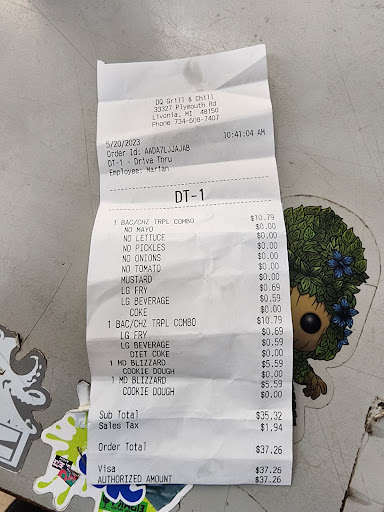 DQ Grill & Chill
33327 Plymouth Rd
Livonia, MI 48150
Phone 734-608-7407
5/20/2023 10:41:04 AM
Order Id: AADA7LJJAJAB
DT-1 - Drive Thru
Employee: Marian
DT-1
1 BAC/CHZ TRPL COMBO $10.79
NO MAYO $0.00
NO LETTUCE $0.00
NO PICKLES $0.00
NO ONIONS $0.00
NO TOMATO $0.00
MUSTARD $0.00
LG FRY $0.69
LG BEVERAGE $0.59
COKE $0.00
1 BAC/CHZ TRPL COMBO $10.79
LG FRY $0.69
LG BEVERAGE $0.59
DIET COKE $0.00
1 MD BLIZZARD $5.59
COOKIE DOUGH $0.00
1 MD BLIZZARD $5.59
COOKIE DOUGH $0.00
Sub Total $35.32
Sales Tax $1.94
Order Total $37.26
Visa $37.26
AUTHORIZED AMOUNT $37.26